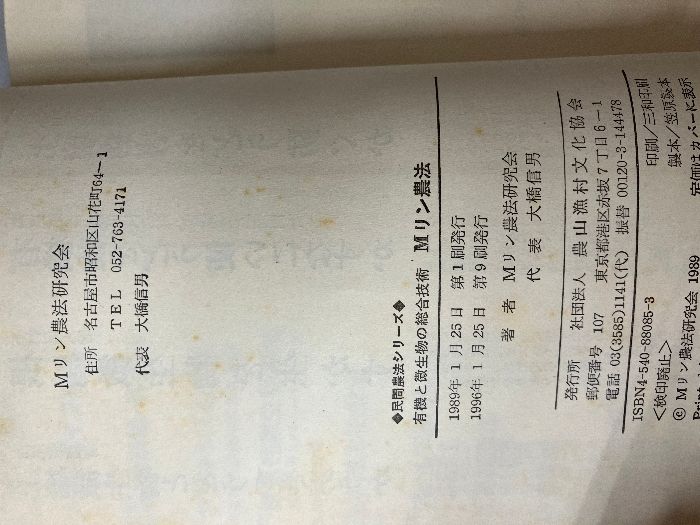 Mリン農法研究会
住所 名古屋市昭和区山花町64−1
TEL 052-763-4171
代表 大橋信男
◆民間農法シリーズ◆
有機と微生物の総合技術 Mリン農法
1989年1月25日 第1刷発行
1996年1月25日 第9刷発行
著者 Mリン農法研究会
代表 大橋信男
発行所 社団法人 農山漁村文化協会
郵便番号 107 東京都港区赤坂7丁目6−1
電話 03(3585)1141(代) 振替 00120-3-144478
ISBN4-540-88085-3 印刷/三和印刷
<検印廃止> 製本/笠原製本
© Mリン農法研究会 1989 定価はカバーに表示